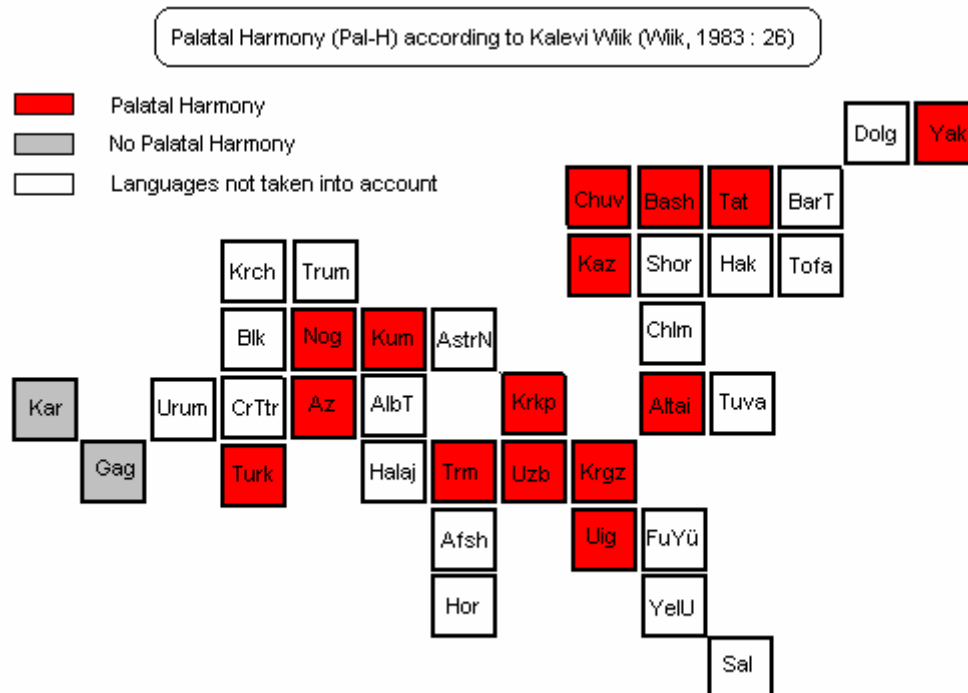 Palatal Harmony (Pal-H) according to Kalevi Wiik (Wiik, 1983 : 26)
Palatal Harmony
No Palatal Harmony
Languages not taken into account
Dolg Yak
Chuv Bash Tat BarT
Kaz Shor Hak Tofa
Krch Trum
Chlm
Blk Nog Kum AstrN
Kar Urum CrTtr Az AlbT Krkp Altai Tuva
Gag Turk Halaj Trm Uzb Krgz
Afsh Uig FuYü
Hor YelU
Sal